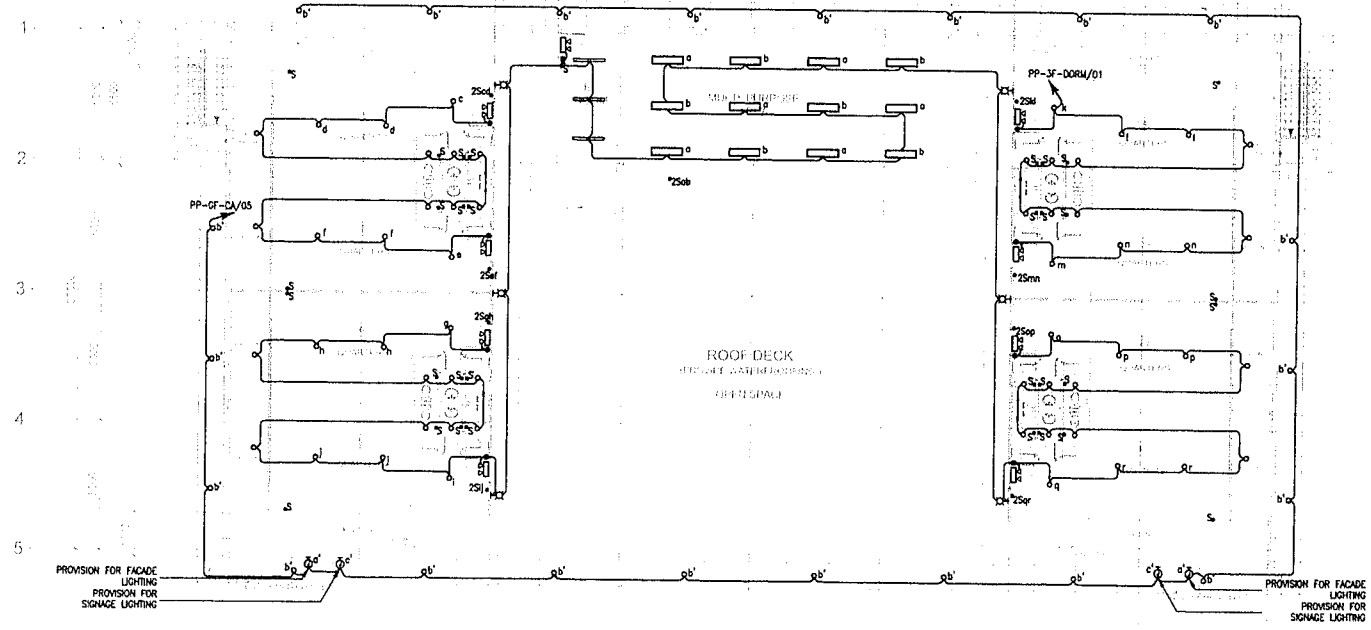 1
b' b' b' b' b' b' b' b'
S
S
a b a b
2Scd
PP-3F-DORM/01
c
2Skl
k
S
d d
MULTI-PURPOSE
b a b a
l
2
S S S S
a b a b
2Sab
S S S S
PP-GF-CA/05
b'
S S S
S S S
f f
e
2Sef
n n
m
2Smn
b'
3
S
S
S
S
2Sgh
g
2Sop
o
h h
p p
b'
b'
ROOF DECK
OPEN SPACE
S S S
S S S
4
S S S
S S S
j j
i
2Sij
r r
q
2Sqr
b'
b'
S
S
5
PROVISION FOR FACADE
LIGHTING
PROVISION FOR
SIGNAGE LIGHTING
b' a' c' b' b' b' b' b' b' c' a' b'
PROVISION FOR FACADE
LIGHTING
PROVISION FOR
SIGNAGE LIGHTING